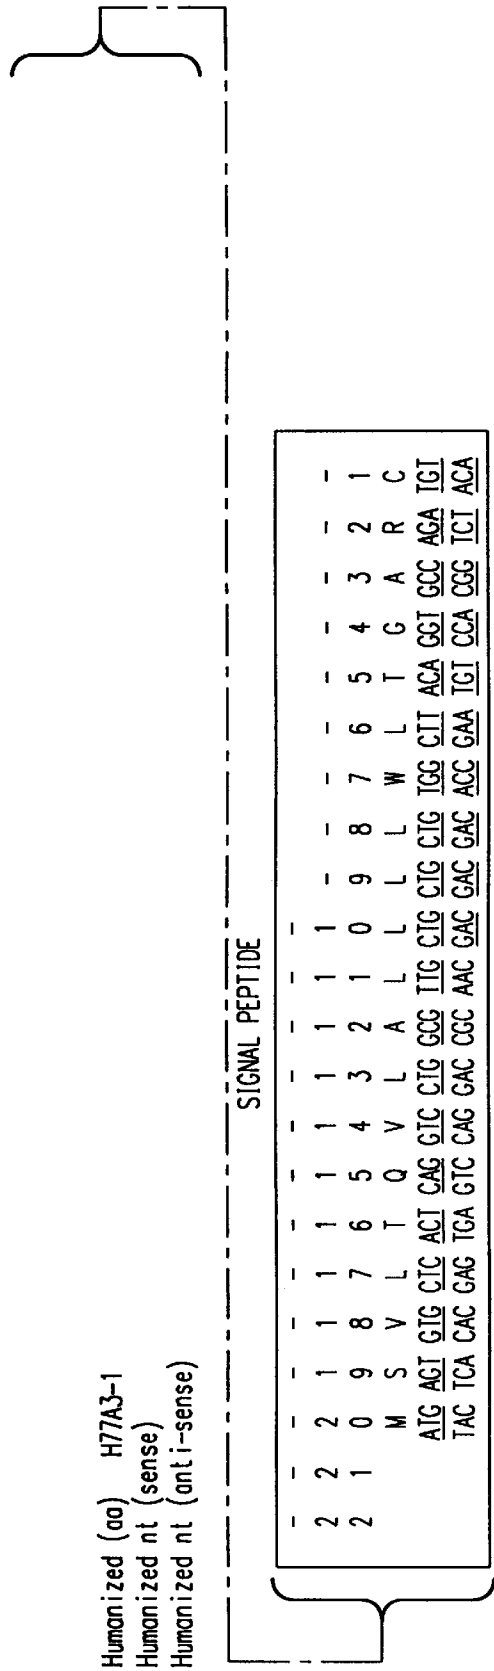 Humanized (aa) H77A3-1
Humanized nt (sense)
Humanized nt (anti-sense)
SIGNAL PEPTIDE
- - - - - - - - - - - - -
2 2 2 1 1 1 1 1 1 1 1 1 1 - - - - - - - - -
2 1 0 9 8 7 6 5 4 3 2 1 0 9 8 7 6 5 4 3 2 1
M S V L T Q V L A L L L L W L T G A R C
ATG AGT GTG CTC ACT CAG GTC CTG GCG TTG CTG CTG CTG TGG CTT ACA GGT GCC AGA TGT
TAC TCA CAC GAG TGA GTC CAG GAC CGC AAC GAC GAC GAC ACC GAA TGT CCA CGG TCT ACA